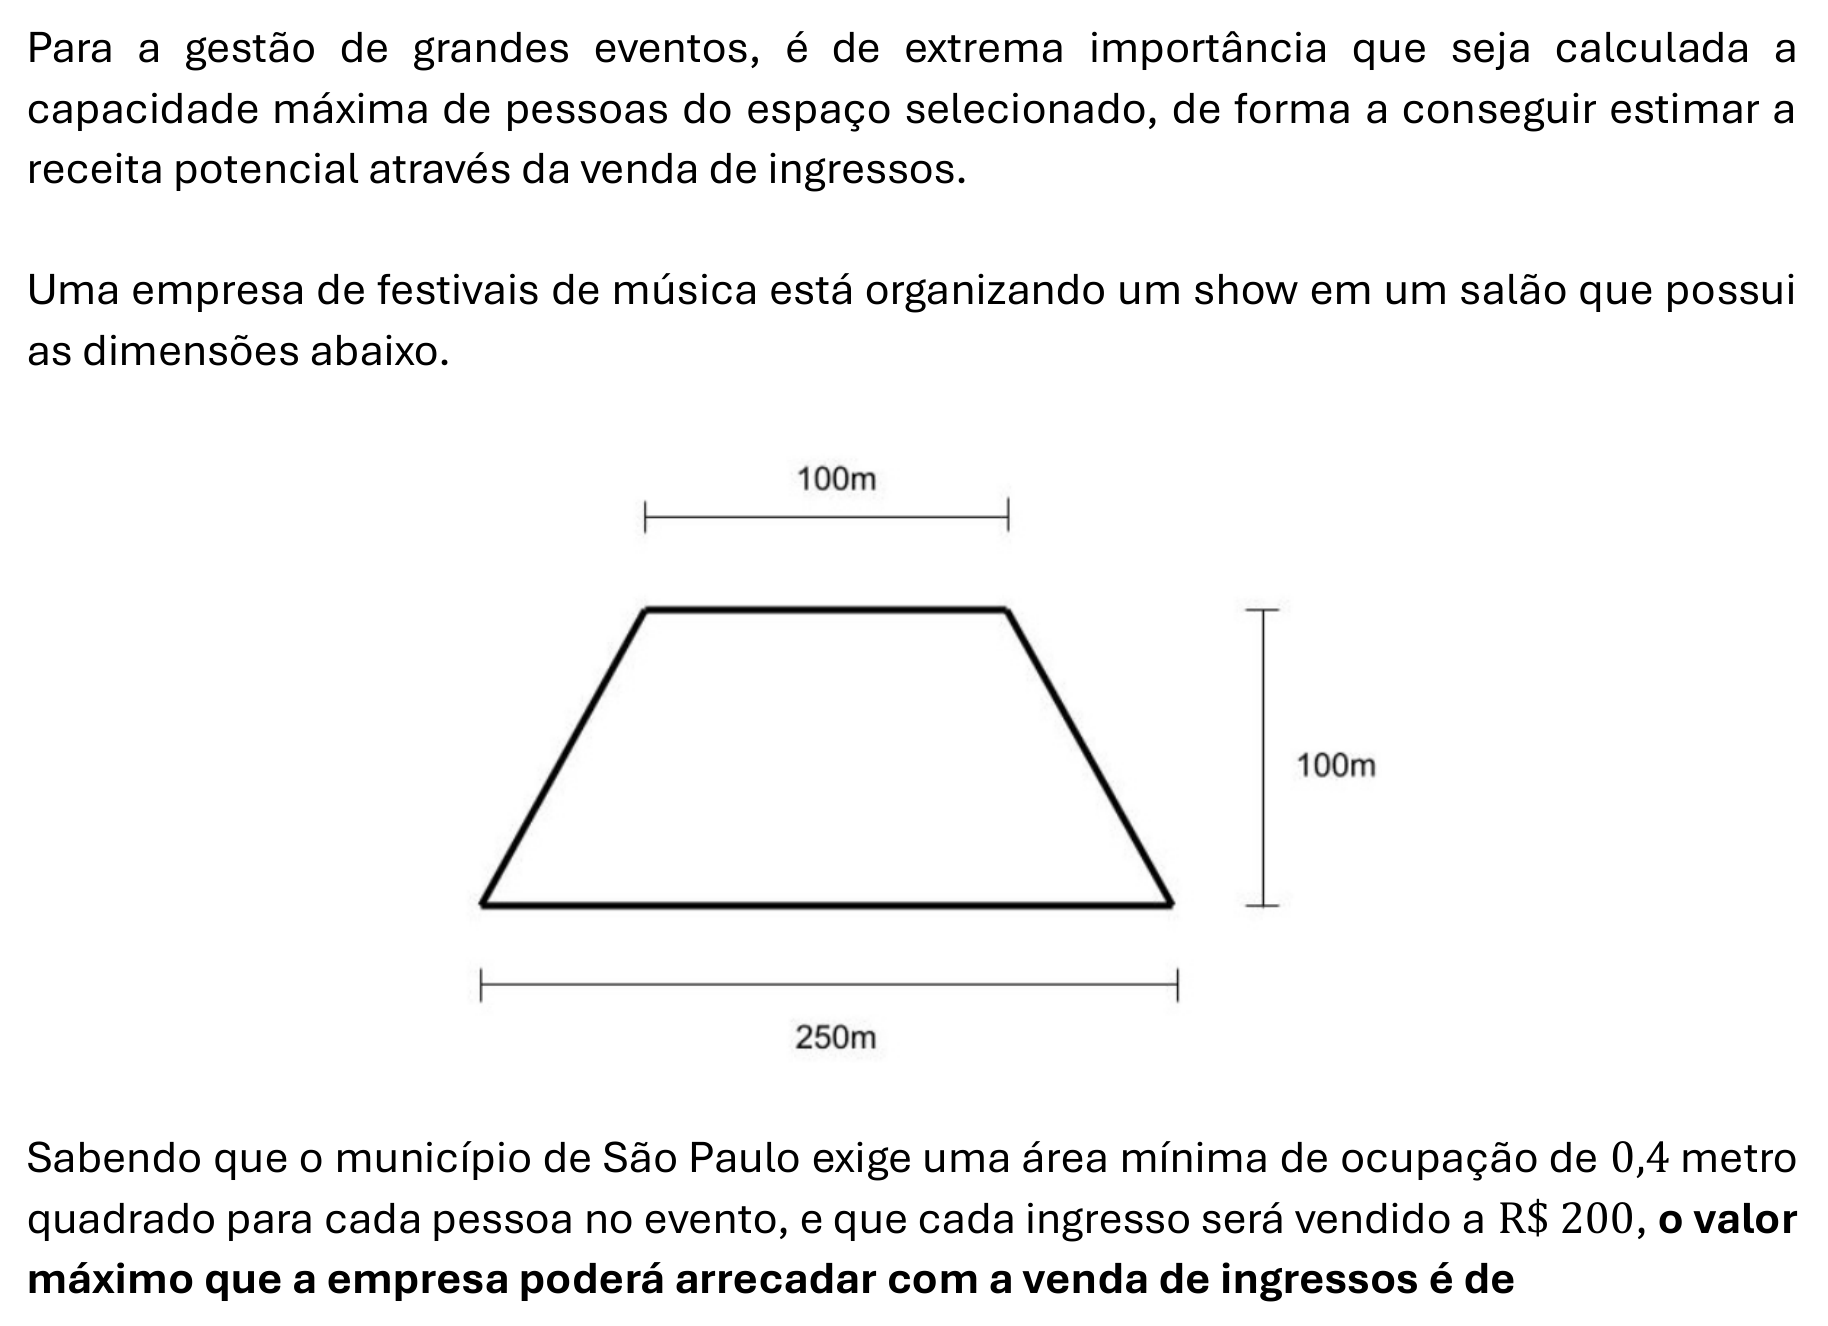 Para a gestão de grandes eventos, é de extrema importância que seja calculada a
capacidade máxima de pessoas do espaço selecionado, de forma a conseguir estimar a
receita potencial através da venda de ingressos.
Uma empresa de festivais de música está organizando um show em um salão que possui
as dimensões abaixo.
100m
100m
250m
Sabendo que o município de São Paulo exige uma área mínima de ocupação de 0,4 metro
quadrado para cada pessoa no evento, e que cada ingresso será vendido a R$ 200, o valor
máximo que a empresa poderá arrecadar com a venda de ingressos é de